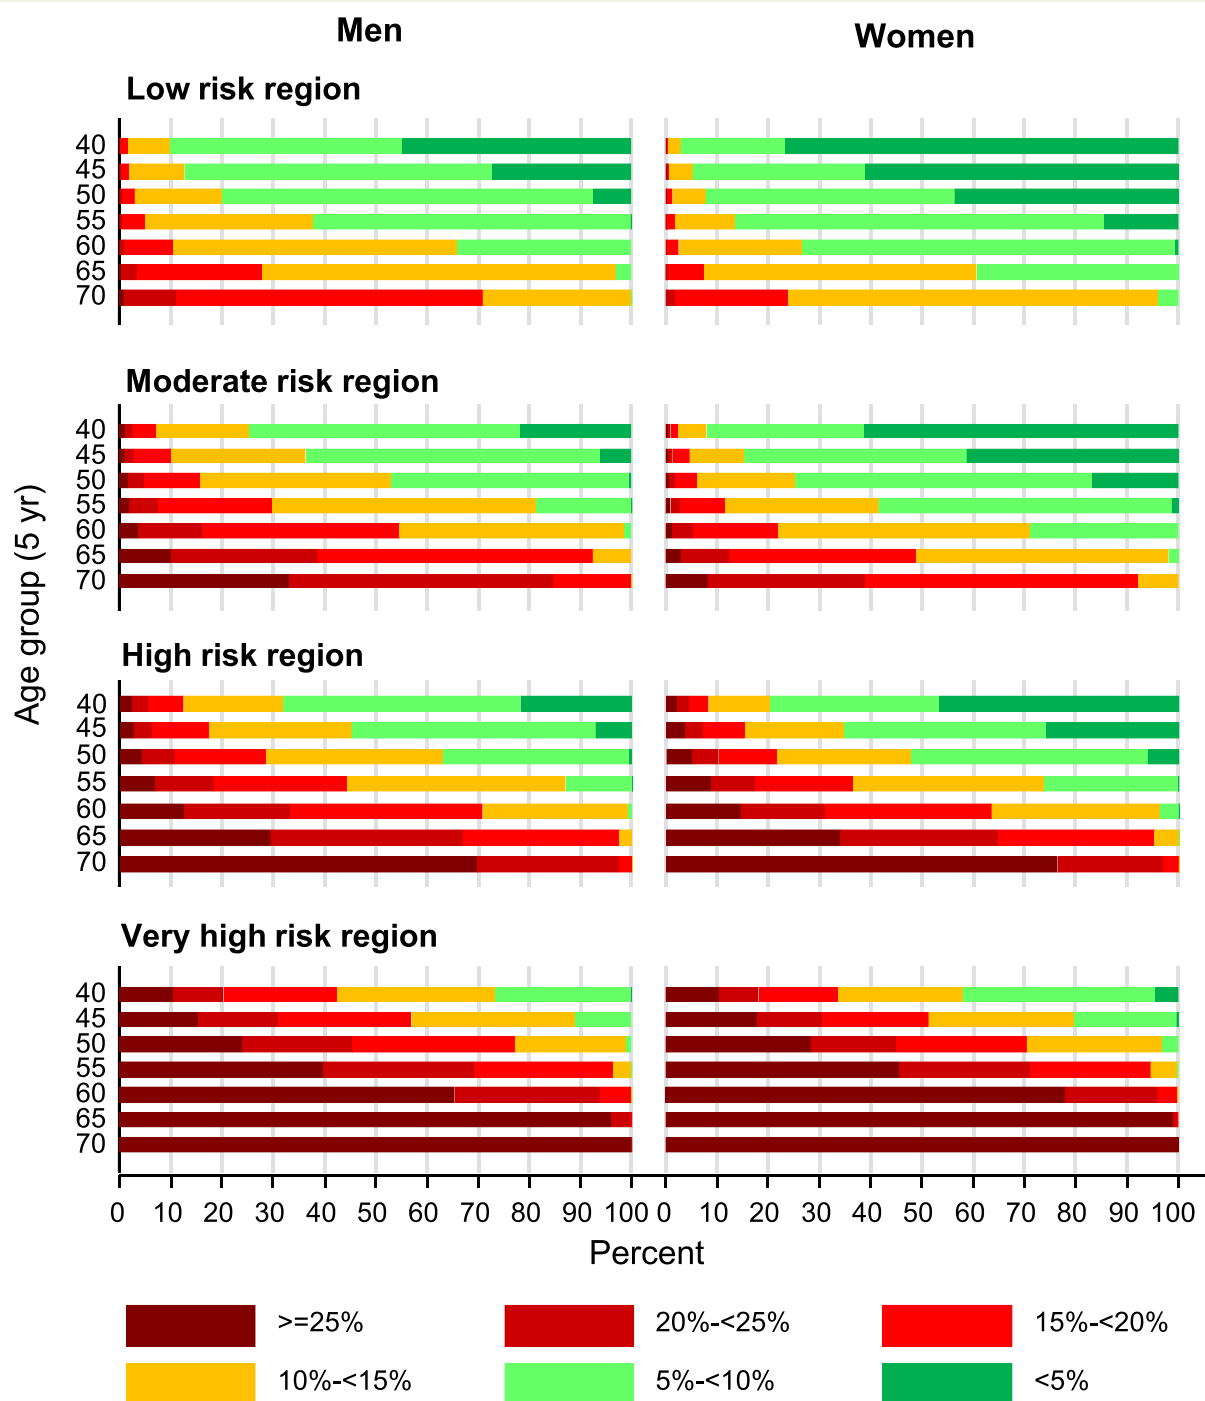 Men
Women
Low risk region
40
45
50
55
60
65
70
Moderate risk region
40
45
50
55
60
65
70
High risk region
40
45
50
55
60
65
70
Very high risk region
40
45
50
55
60
65
70
Age group (5 yr)
0 10 20 30 40 50 60 70 80 90 100 0 10 20 30 40 50 60 70 80 90 100
Percent
>=25% 20%-<25% 15%-<20%
10%-<15% 5%-<10% <5%